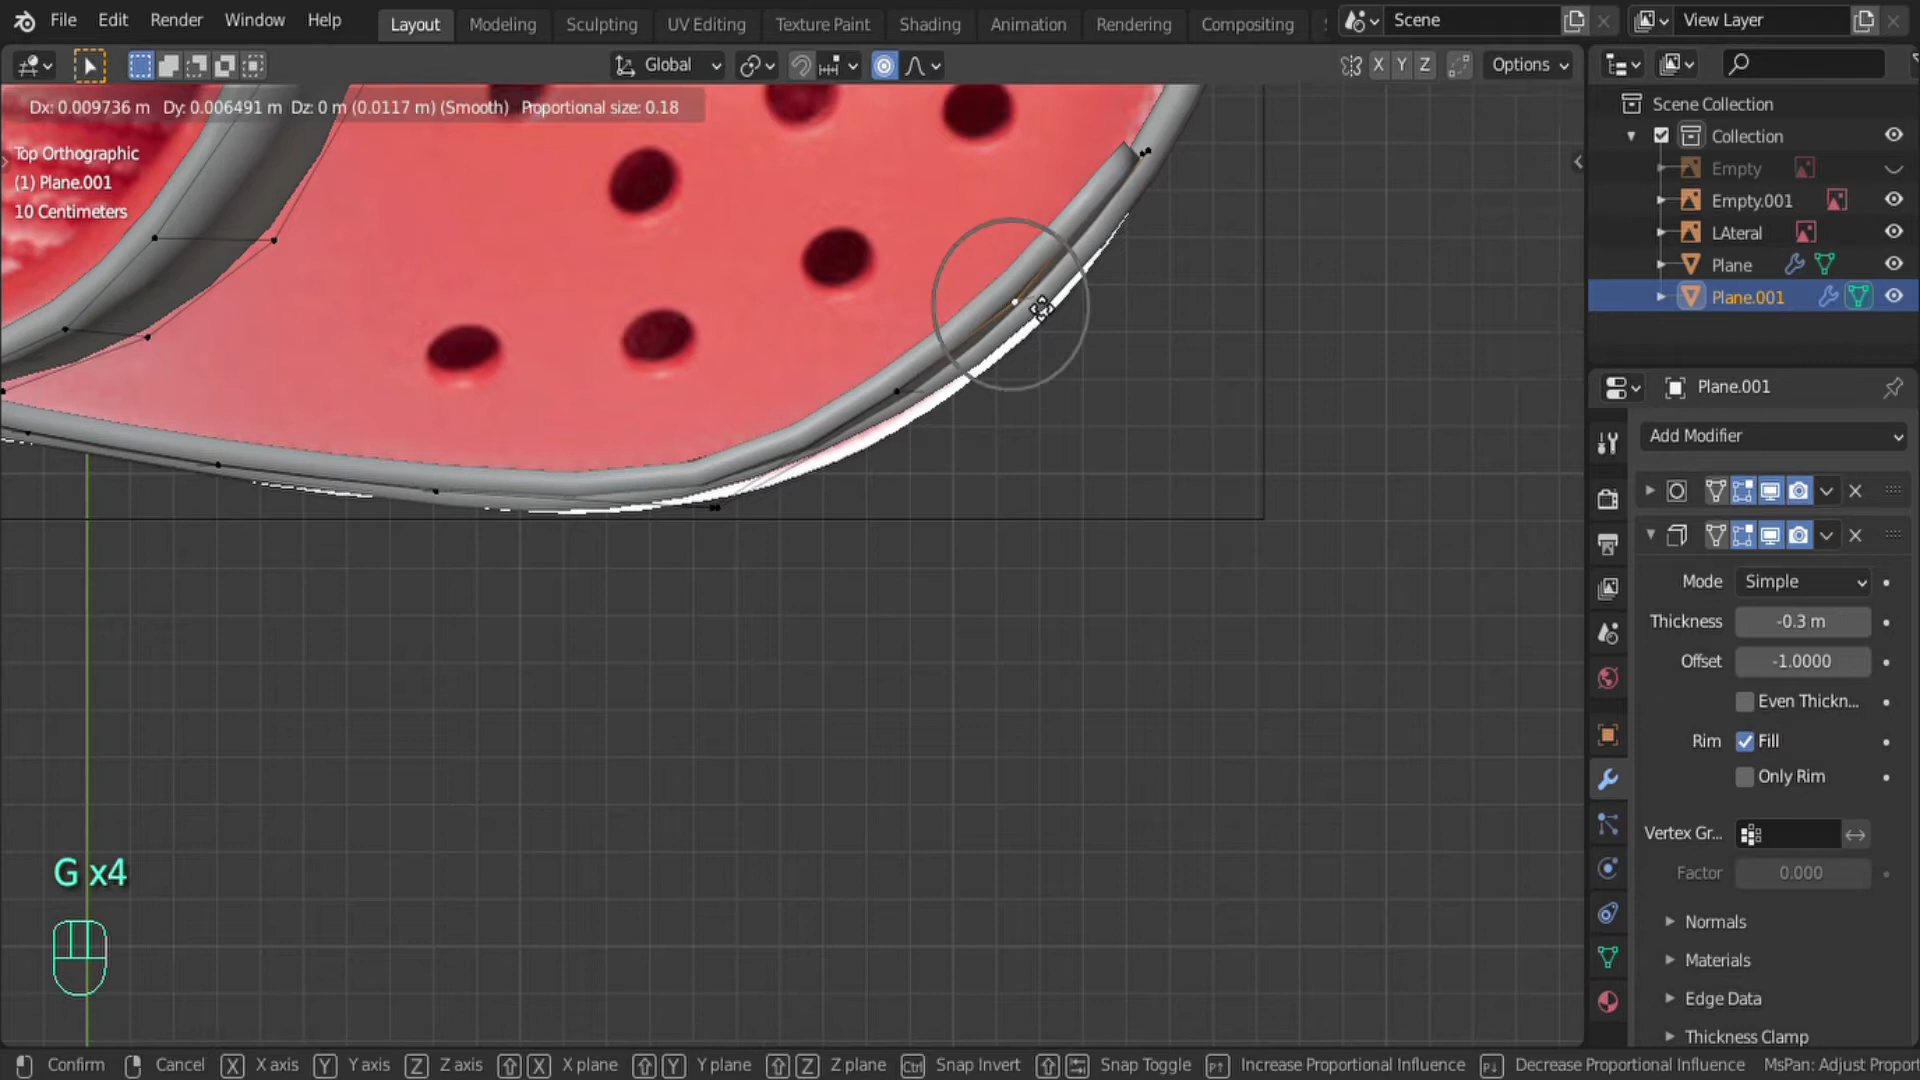 File Edit Render Window Help Layout Modeling Sculpting UV Editing Texture Paint Shading Animation Rendering Compositing Scene View Layer
Global X Y Z Options
Dx: 0.009736 m Dy: 0.006491 m Dz: 0 m (0.0117 m) (Smooth) Proportional size: 0.18
Top Orthographic
(1) Plane.001
10 Centimeters
Scene Collection
Collection
Empty
Empty.001
LAteral
Plane
Plane.001
Plane.001
Add Modifier
Mode Simple
Thickness -0.3 m
Offset -1.0000
Even Thickn...
Rim Fill
Only Rim
Vertex Gr...
Factor 0.000
Normals
Materials
Edge Data
Thickness Clamp
G x4
Confirm Cancel X X axis Y Y axis Z Z axis X X plane Y Y plane Z Z plane Ctrl Snap Invert Snap Toggle P↑ Increase Proportional Influence P↓ Decrease Proportional Influence MsPan: Adjust Propor